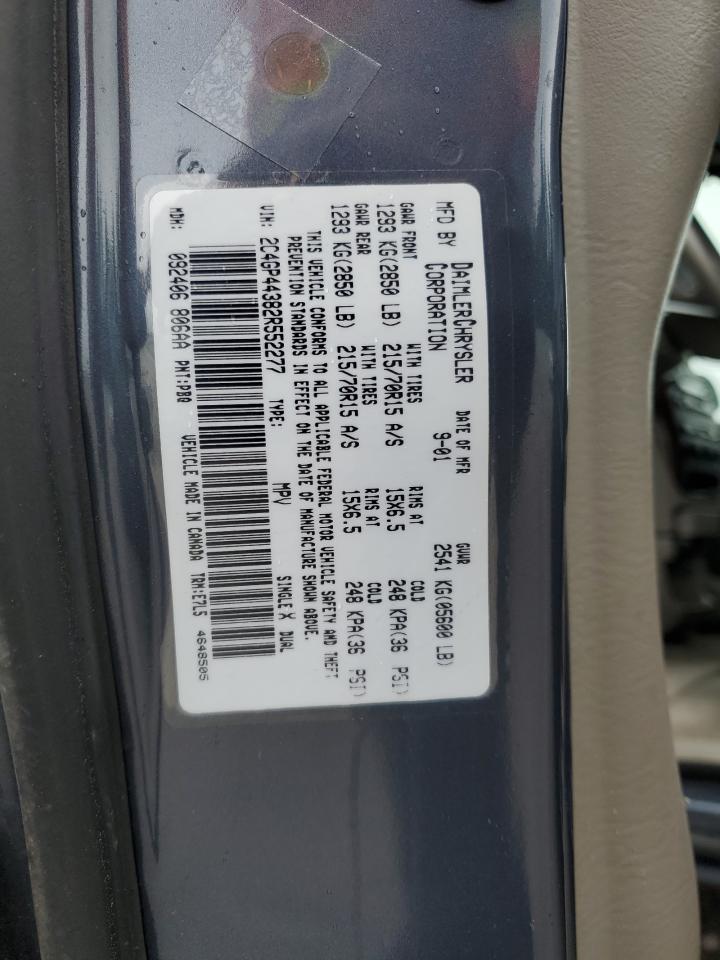 MFD BY DAIMLERCHRYSLER CORPORATION DATE OF MFR 9-01 GVWR 2541 KG(05600 LB)
GAWR FRONT WITH TIRES RIMS AT COLD
1293 KG(2850 LB) 215/70R15 A/S 15X6.5 248 KPA(36 PSI)
GAWR REAR WITH TIRES RIMS AT COLD
1293 KG(2850 LB) 215/70R15 A/S 15X6.5 248 KPA(36 PSI)
THIS VEHICLE CONFORMS TO ALL APPLICABLE FEDERAL MOTOR VEHICLE SAFETY AND THEFT
PREVENTION STANDARDS IN EFFECT ON THE DATE OF MANUFACTURE SHOWN ABOVE.
VIN: 2C4GP44382R552277 TYPE: MPV SINGLE X DUAL
MDH: 092406 806AA PNT:PBQ VEHICLE MADE IN CANADA TRM:E7L5 4648505